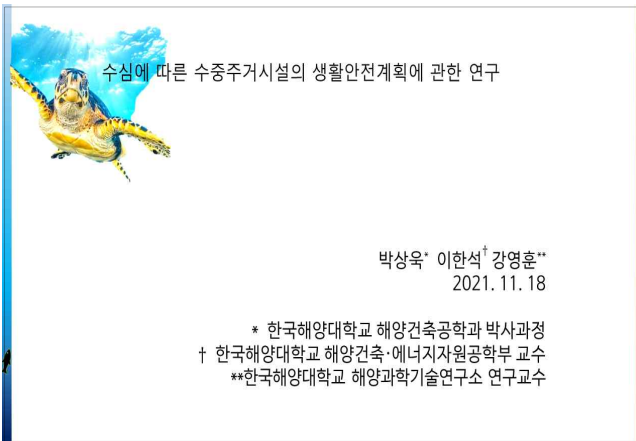 수심에 따른 수중주거시설의 생활안전계획에 관한 연구
박상욱* 이한석† 강영훈**
2021. 11. 18
* 한국해양대학교 해양건축공학과 박사과정
† 한국해양대학교 해양건축·에너지자원공학부 교수
**한국해양대학교 해양과학기술연구소 연구교수